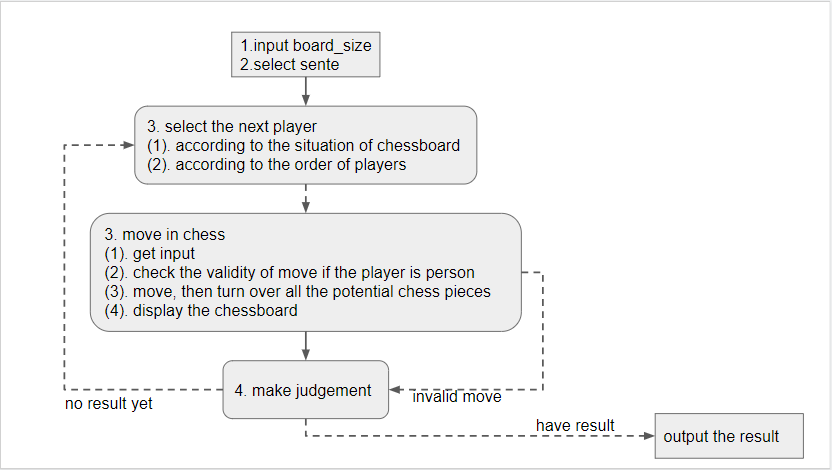 1.input board_size
2.select sente
3. select the next player
(1). according to the situation of chessboard
(2). according to the order of players
3. move in chess
(1). get input
(2). check the validity of move if the player is person
(3). move, then turn over all the potential chess pieces
(4). display the chessboard
4. make judgement
invalid move
no result yet
have result
output the result